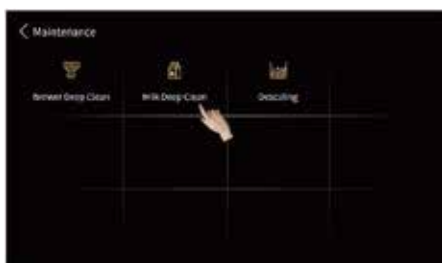 Maintenance
Brewer Deep Clean
Milk Deep Clean
Descaling